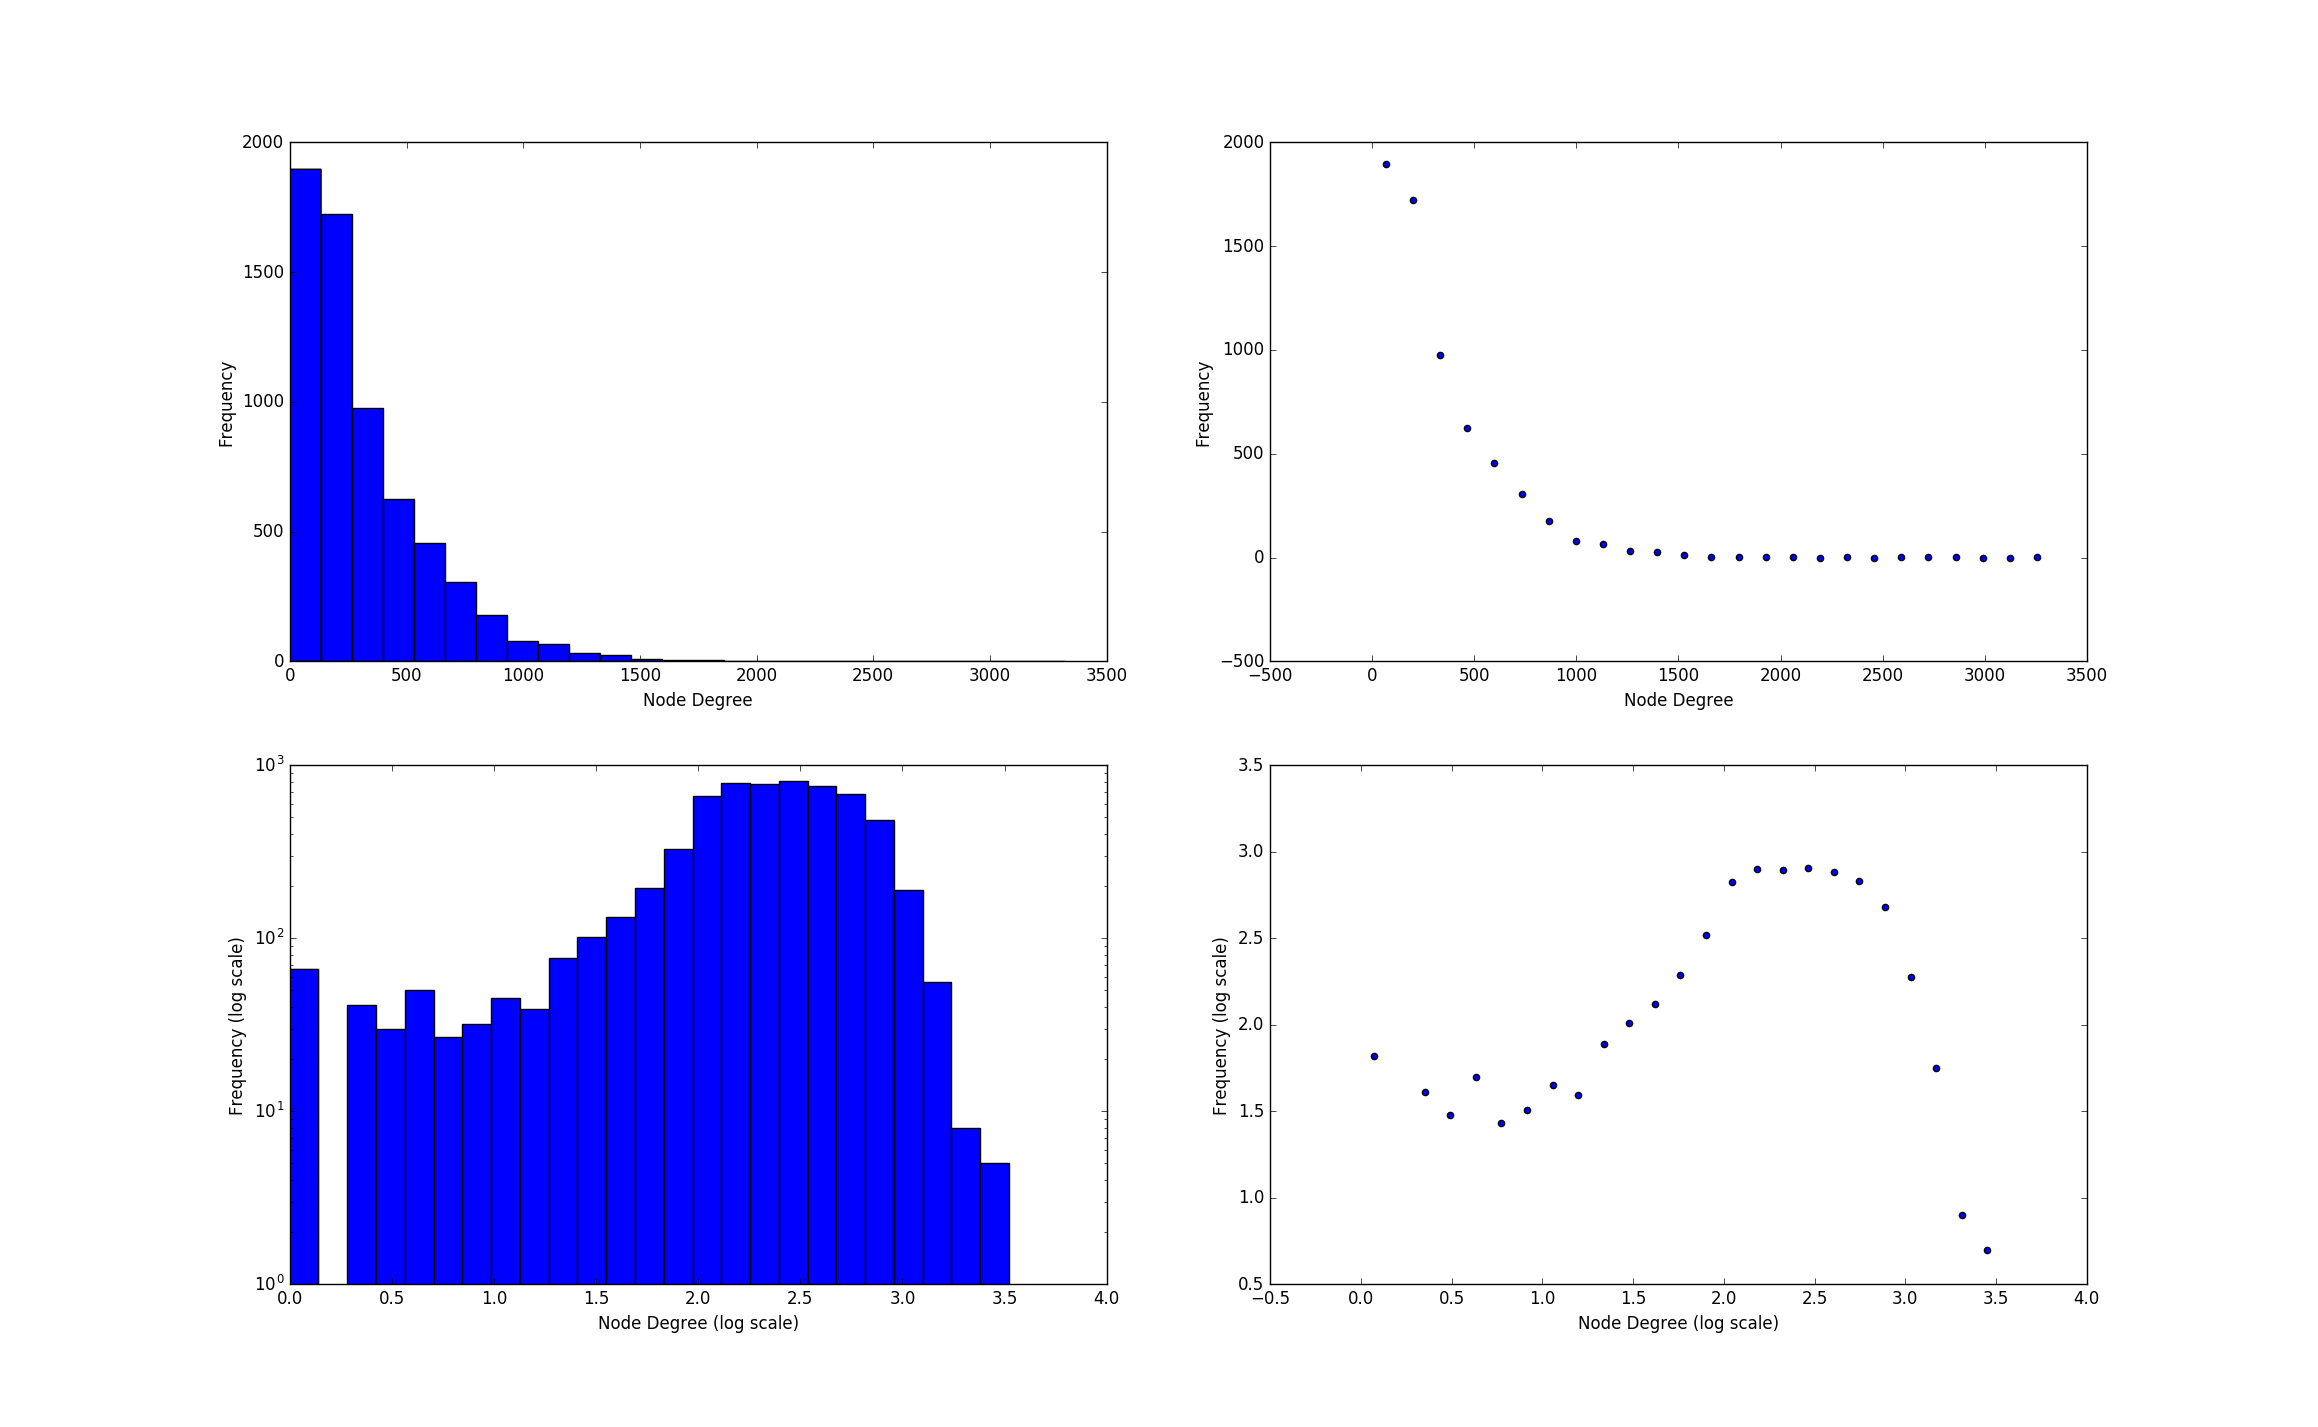 2000
1500
1000
500
0
0 500 1000 1500 2000 2500 3000 3500
Node Degree
Frequency
2000
1500
1000
500
0
−500
−500 0 500 1000 1500 2000 2500 3000 3500
Node Degree
Frequency
10³
10²
10¹
10⁰
0.0 0.5 1.0 1.5 2.0 2.5 3.0 3.5 4.0
Node Degree (log scale)
Frequency (log scale)
3.5
3.0
2.5
2.0
1.5
1.0
0.5
−0.5 0.0 0.5 1.0 1.5 2.0 2.5 3.0 3.5 4.0
Node Degree (log scale)
Frequency (log scale)